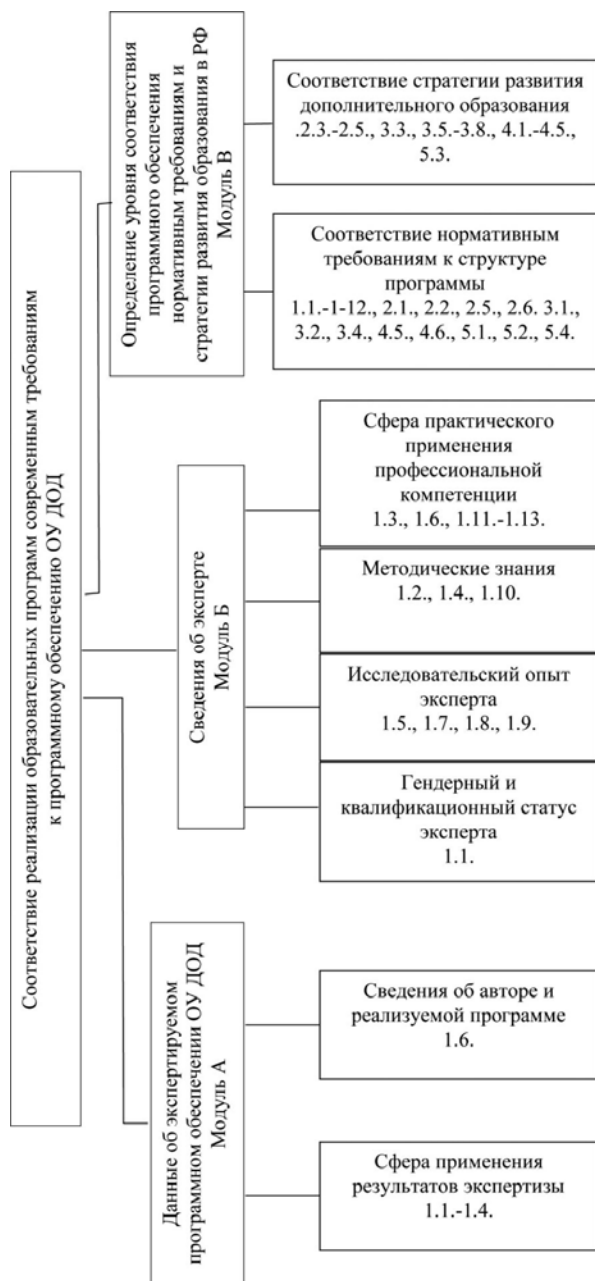 Соответствие реализации образовательных программ современным требованиям
к программному обеспечению ОУ ДОД
Определение уровня соответствия
программного обеспечения
нормативным требованиям и
стратегии развития образования в РФ
Модуль В
Соответствие стратегии развития
дополнительного образования
.2.3.-2.5., 3.3., 3.5.-3.8., 4.1.-4.5.,
5.3.
Соответствие нормативным
требованиям к структуре
программы
1.1.-1-12., 2.1., 2.2., 2.5., 2.6. 3.1.,
3.2., 3.4., 4.5., 4.6., 5.1., 5.2., 5.4.
Сведения об эксперте
Модуль Б
Сфера практического
применения
профессиональной
компетенции
1.3., 1.6., 1.11.-1.13.
Методические знания
1.2., 1.4., 1.10.
Исследовательский опыт
эксперта
1.5., 1.7., 1.8., 1.9.
Гендерный и
квалификационный статус
эксперта
1.1.
Данные об экспертируемом
программном обеспечении ОУ ДОД
Модуль А
Сведения об авторе и
реализуемой программе
1.6.
Сфера применения
результатов экспертизы
1.1.-1.4.